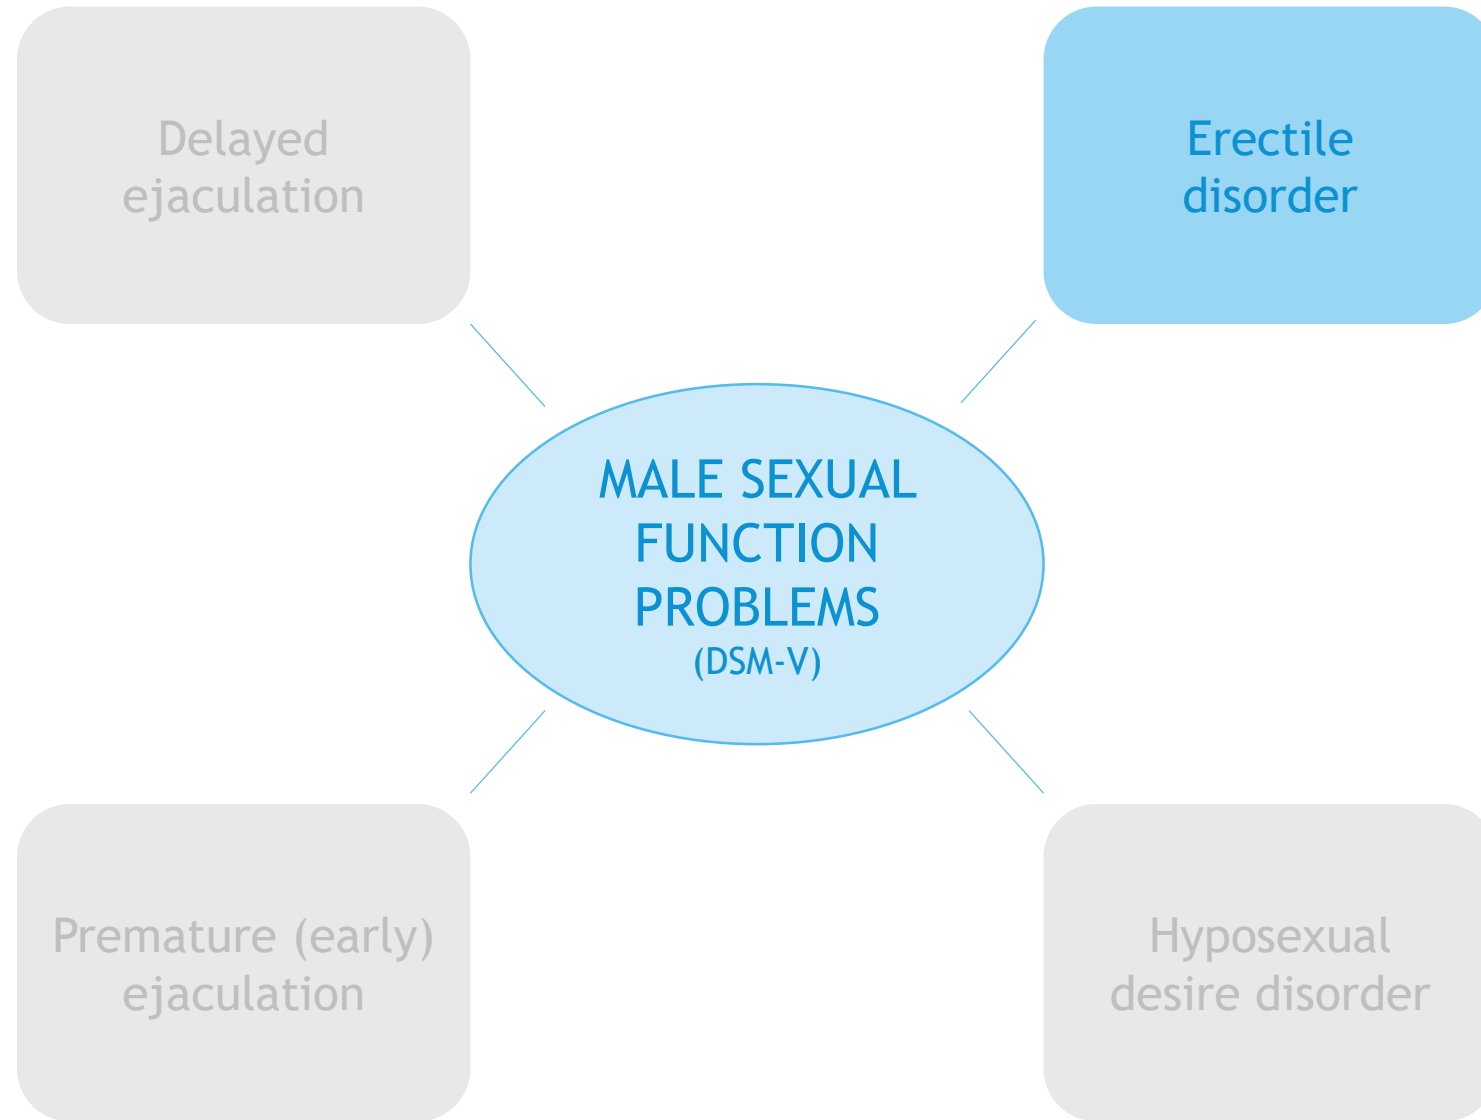 Delayed
ejaculation
Erectile
disorder
MALE SEXUAL
FUNCTION
PROBLEMS
(DSM-V)
Premature (early)
ejaculation
Hyposexual
desire disorder